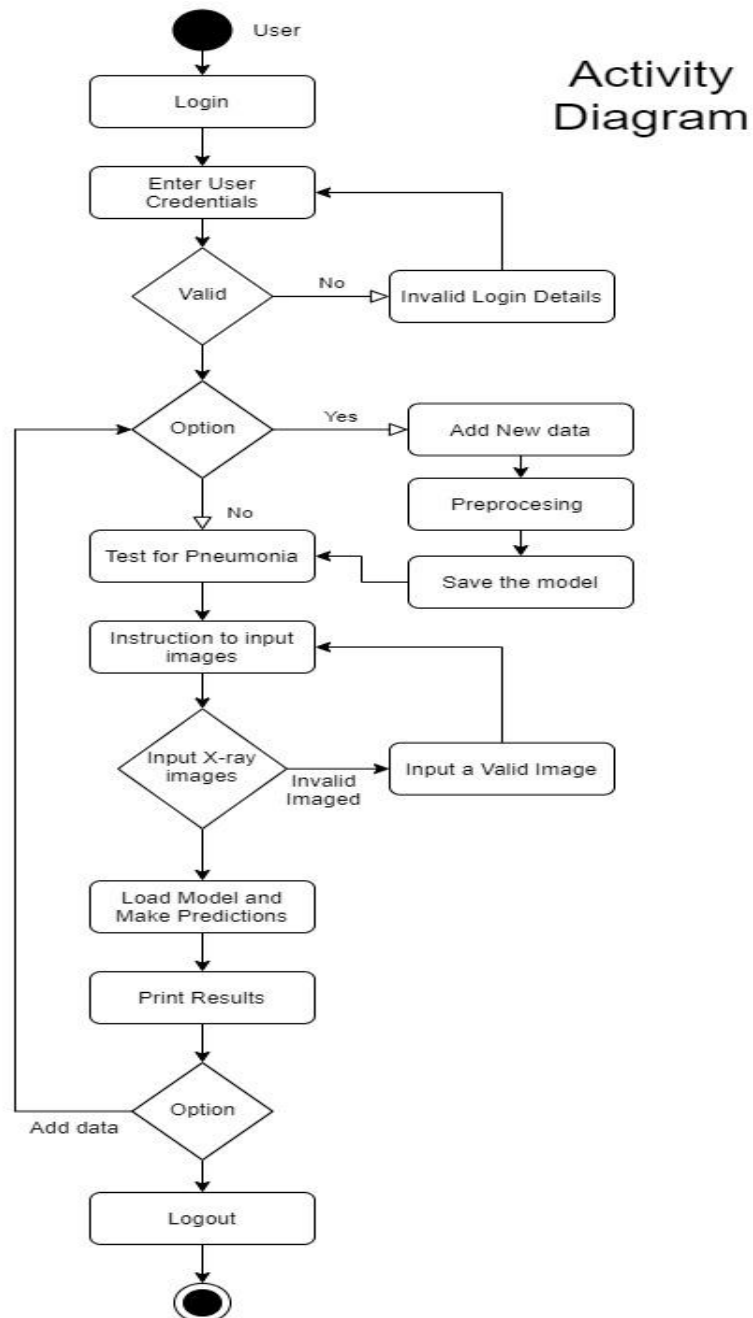 User
Activity
Diagram
Login
Enter User
Credentials
Valid
No
Invalid Login Details
Option
Yes
Add New data
Preprocesing
No
Test for Pneumonia
Save the model
Instruction to input
images
Input X-ray
images
Invalid
Imaged
Input a Valid Image
Load Model and
Make Predictions
Print Results
Option
Add data
Logout